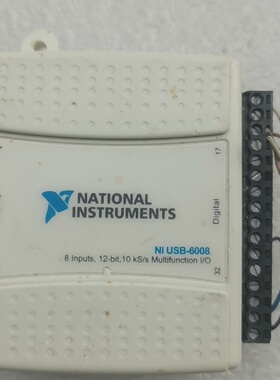 NATIONAL
INSTRUMENTS
NI USB-6008
8 Inputs, 12-bit, 10 kS/s Multifunction I/O
17
Digital
32